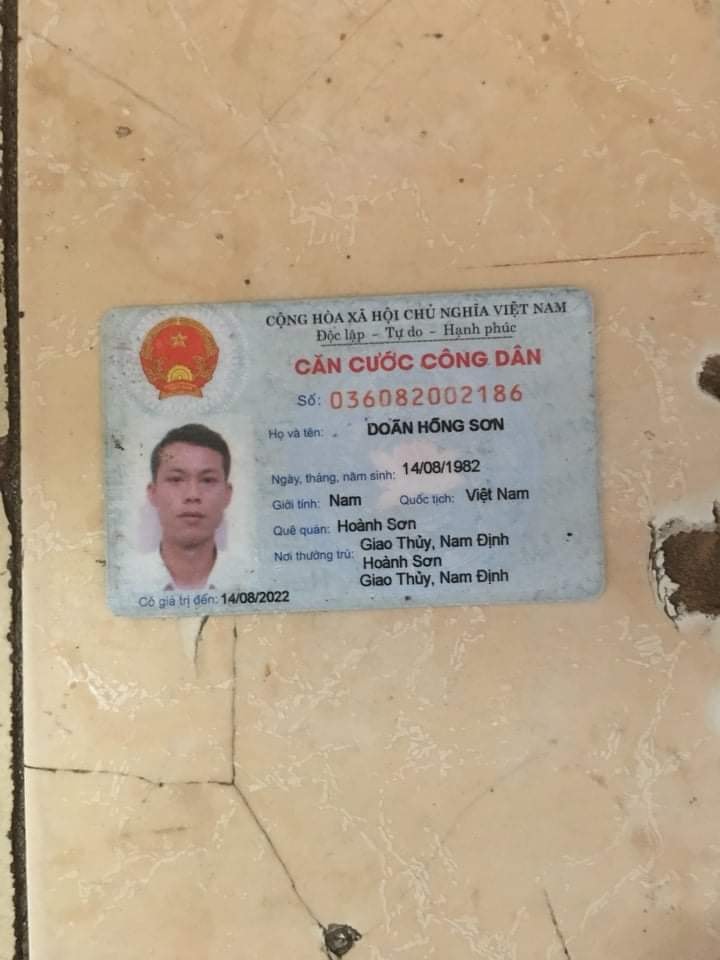 CỘNG HÒA XÃ HỘI CHỦ NGHĨA VIỆT NAM
Độc lập - Tự do - Hạnh phúc
CĂN CƯỚC CÔNG DÂN
Số: 036082002186
Họ và tên: DOÃN HỒNG SƠN
Ngày, tháng, năm sinh: 14/08/1982
Giới tính: Nam Quốc tịch: Việt Nam
Quê quán: Hoành Sơn
Giao Thủy, Nam Định
Nơi thường trú: Hoành Sơn
Giao Thủy, Nam Định
Có giá trị đến: 14/08/2022